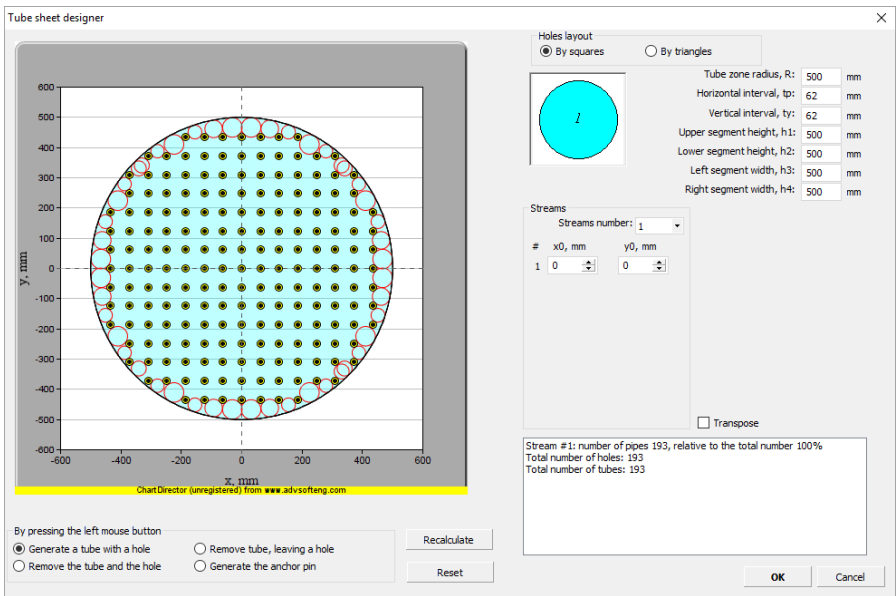 Tube sheet designer
600
500
400
300
200
100
0
-100
-200
-300
-400
-500
-600
y, mm
-600 -400 -200 0 200 400 600
x, mm
ChartDirector (unregistered) from www.advsofteng.com
Holes layout
By squares By triangles
1
Tube zone radius, R: 500 mm
Horizontal interval, tp: 62 mm
Vertical interval, ty: 62 mm
Upper segment height, h1: 500 mm
Lower segment height, h2: 500 mm
Left segment width, h3: 500 mm
Right segment width, h4: 500 mm
Streams
Streams number: 1
# x0, mm y0, mm
1 0 0
Transpose
Stream #1: number of pipes 193, relative to the total number 100%
Total number of holes: 193
Total number of tubes: 193
By pressing the left mouse button
Generate a tube with a hole Remove tube, leaving a hole
Remove the tube and the hole Generate the anchor pin
Recalculate
Reset
OK Cancel